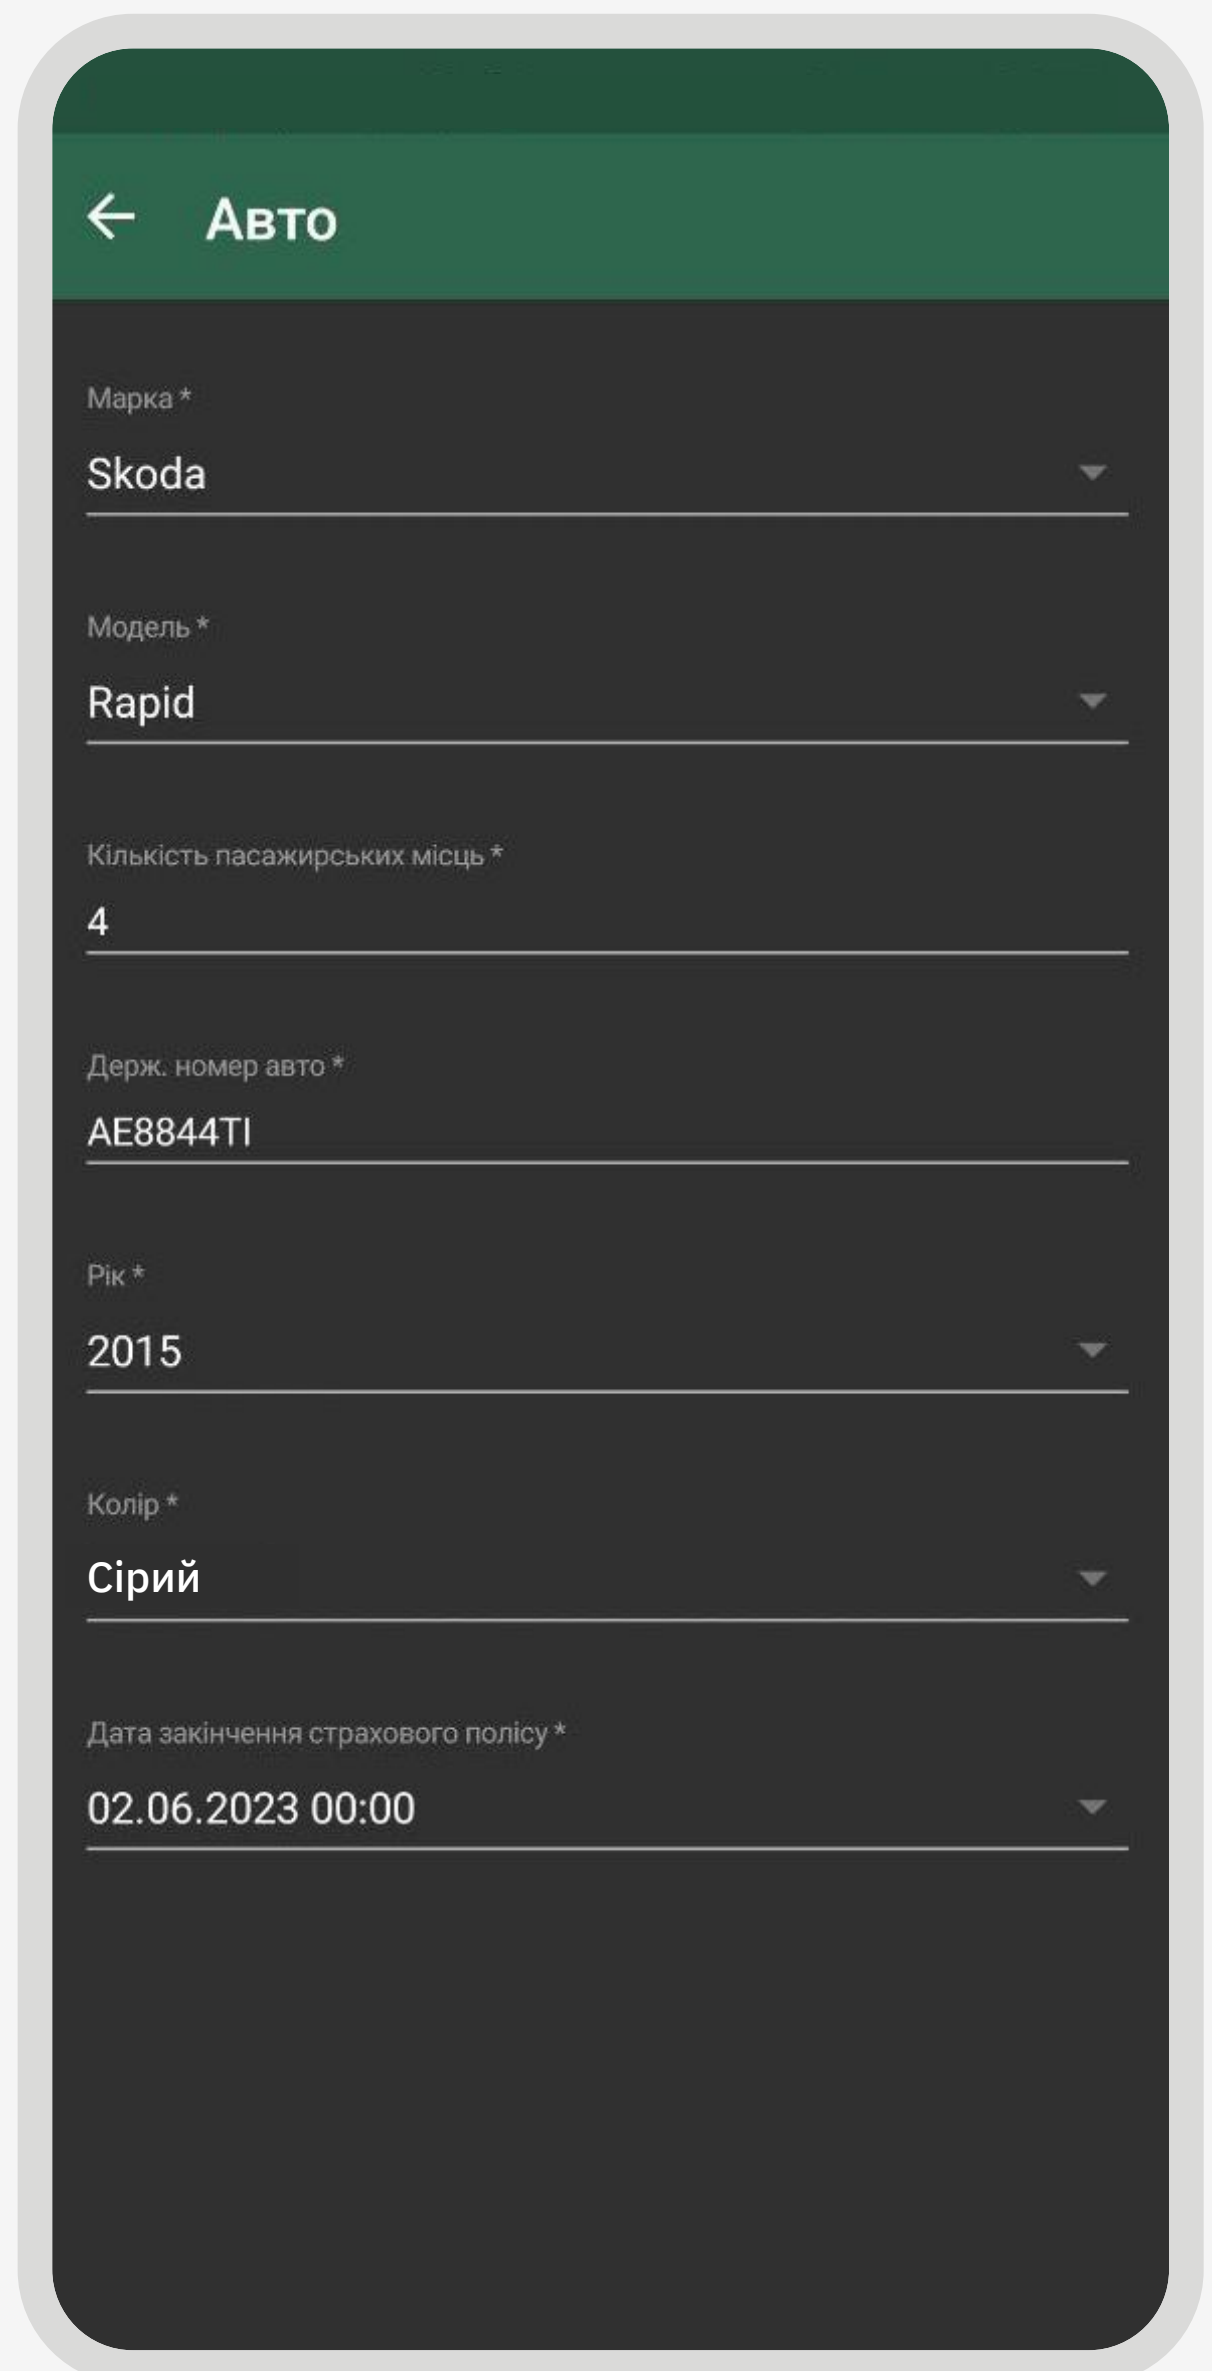 Авто
Марка *
Skoda
Модель *
Rapid
Кількість пасажирських місць *
4
Держ. номер авто *
AE8844TI
Рік *
2015
Колір *
Сірий
Дата закінчення страхового полісу *
02.06.2023 00:00